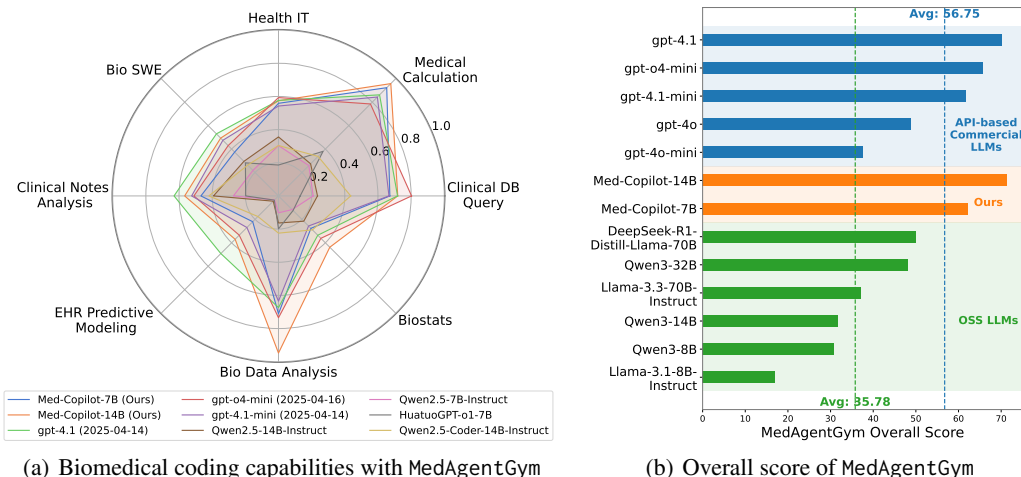 Health IT
Bio SWE
Medical
Calculation
1.0
0.8
0.6
0.4
0.2
Clinical Notes
Analysis
Clinical DB
Query
EHR Predictive
Modeling
Biostats
Bio Data Analysis
Med-Copilot-7B (Ours)
Med-Copilot-14B (Ours)
gpt-4.1 (2025-04-14)
gpt-o4-mini (2025-04-16)
gpt-4.1-mini (2025-04-14)
Qwen2.5-14B-Instruct
Qwen2.5-7B-Instruct
HuatuoGPT-o1-7B
Qwen2.5-Coder-14B-Instruct
(a) Biomedical coding capabilities with MedAgentGym
Avg: 56.75
gpt-4.1
gpt-o4-mini
gpt-4.1-mini
gpt-4o
gpt-4o-mini
API-based
Commercial
LLMs
Med-Copilot-14B
Med-Copilot-7B
Ours
DeepSeek-R1-
Distill-Llama-70B
Qwen3-32B
Llama-3.3-70B-
Instruct
Qwen3-14B
Qwen3-8B
Llama-3.1-8B-
Instruct
OSS LLMs
Avg: 35.78
0 10 20 30 40 50 60 70
MedAgentGym Overall Score
(b) Overall score of MedAgentGym